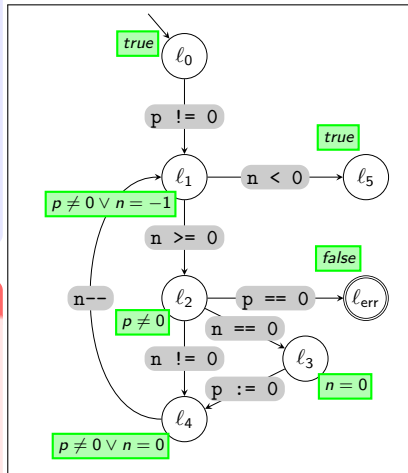 true
ℓ0
p != 0
true
ℓ1
n < 0
ℓ5
p ≠ 0 ∨ n = −1
n >= 0
false
ℓ2
p == 0
ℓerr
n--
p ≠ 0
n == 0
n != 0
ℓ3
p := 0
n = 0
ℓ4
p ≠ 0 ∨ n = 0